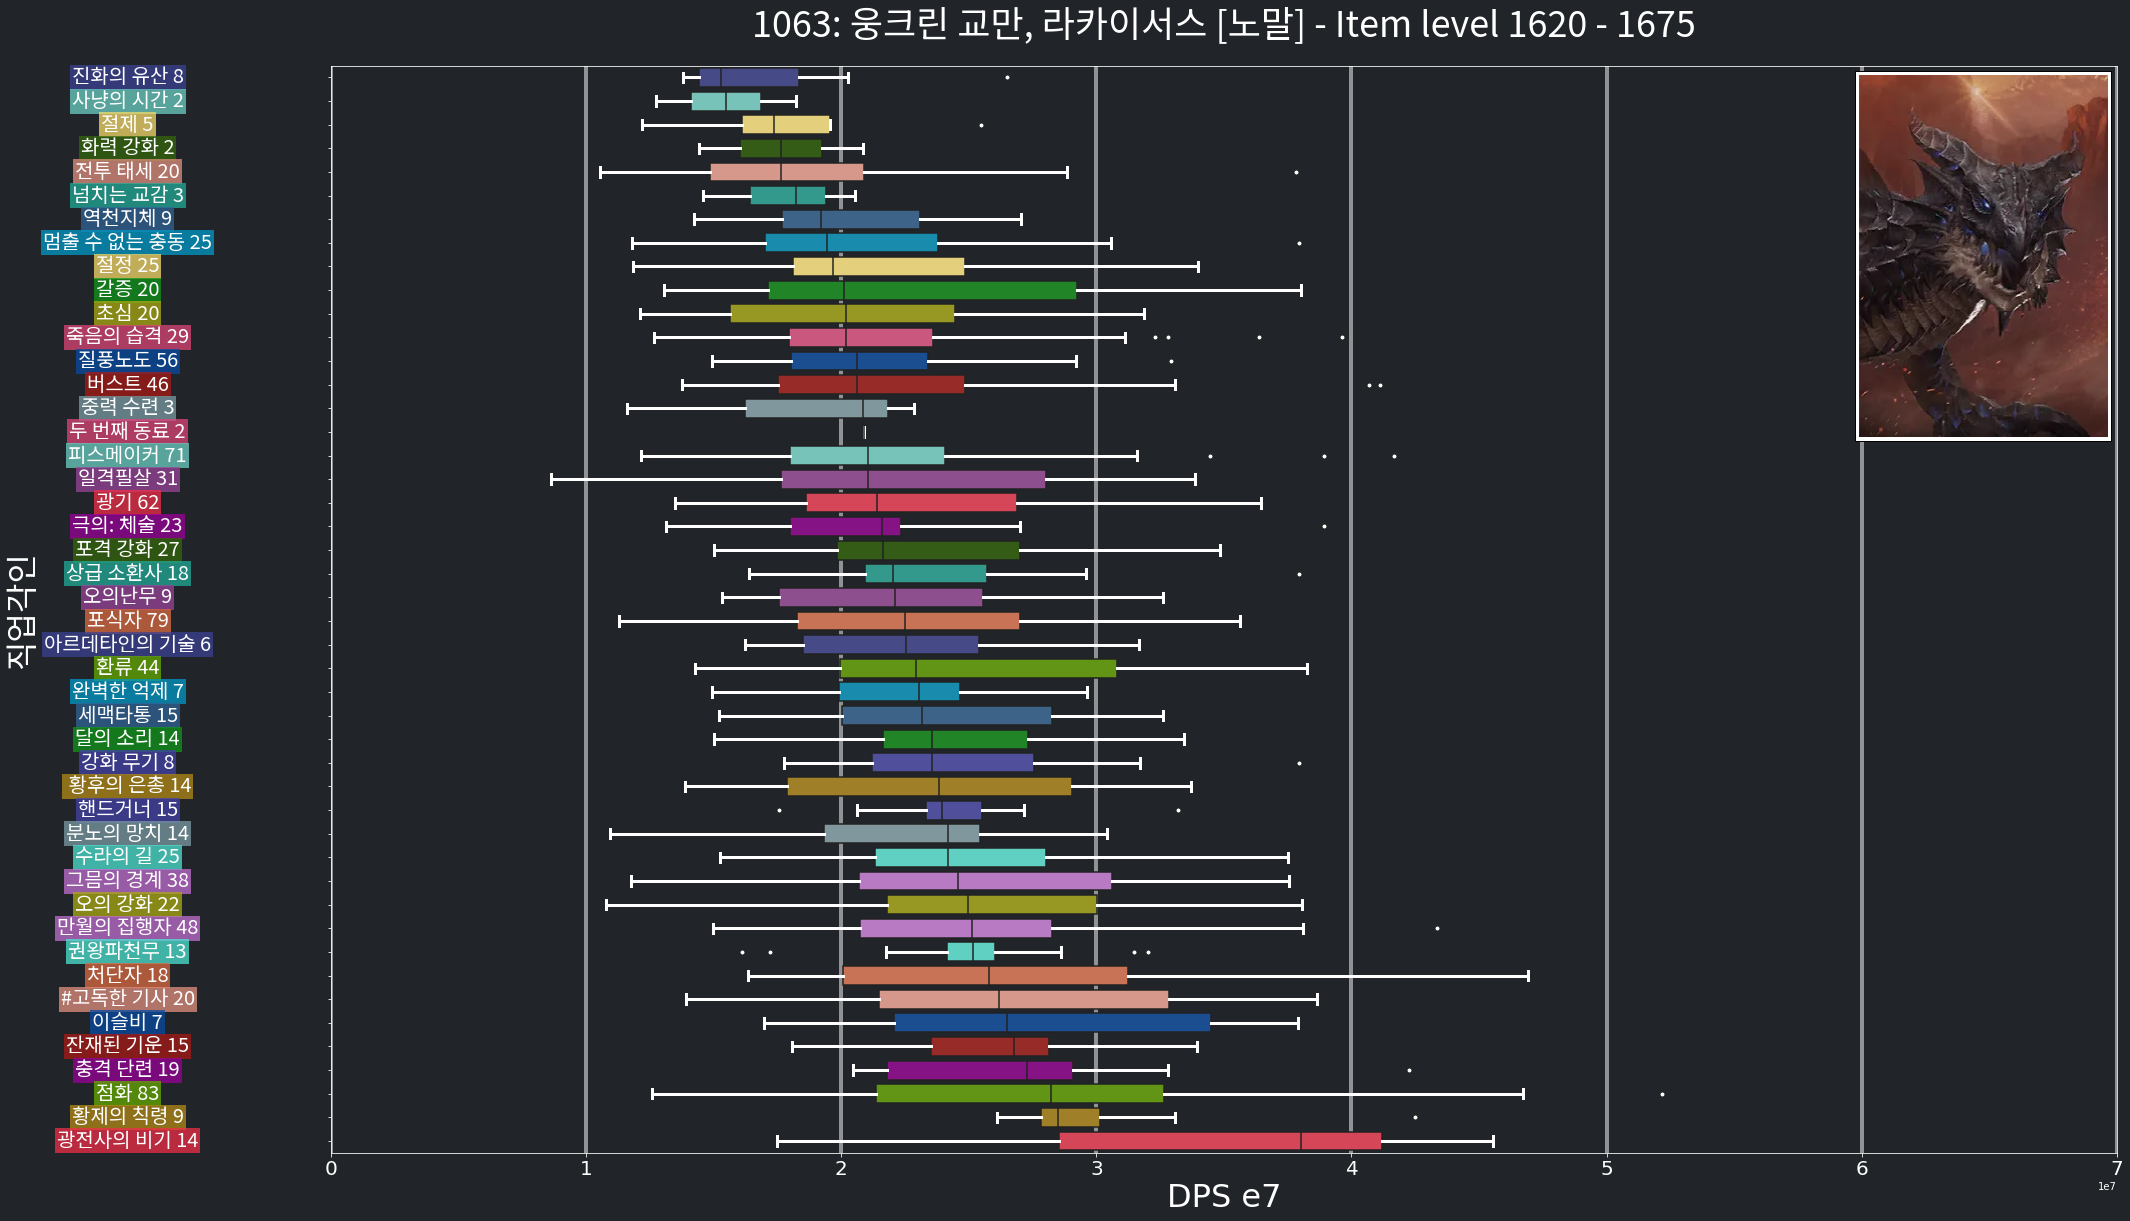 1063: 웅크린 교만, 라카이서스 [노말] - Item level 1620 - 1675
진화의 유산 8
사냥의 시간 2
절제 5
화력 강화 2
전투 태세 20
넘치는 교감 3
역천지체 9
멈출 수 없는 충동 25
절정 25
갈증 20
초심 20
죽음의 습격 29
질풍노도 56
버스트 46
중력 수련 3
두 번째 동료 2
피스메이커 71
일격필살 31
광기 62
극의: 체술 23
포격 강화 27
상급 소환사 18
오의난무 9
포식자 79
아르데타인의 기술 6
환류 44
완벽한 억제 7
세맥타통 15
달의 소리 14
강화 무기 8
황후의 은총 14
핸드거너 15
분노의 망치 14
수라의 길 25
그믐의 경계 38
오의 강화 22
만월의 집행자 48
권왕파천무 13
처단자 18
#고독한 기사 20
이슬비 7
잔재된 기운 15
충격 단련 19
점화 83
황제의 칙령 9
광전사의 비기 14
직업각인
0 1 2 3 4 5 6 7
1e7
DPS e7